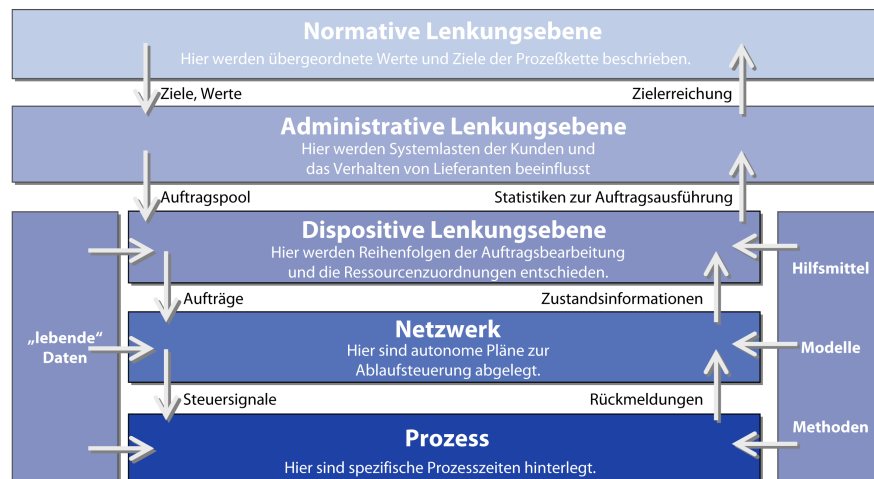 Normative Lenkungsebene
Hier werden übergeordnete Werte und Ziele der Prozeßkette beschrieben.
Ziele, Werte
Zielerreichung
Administrative Lenkungsebene
Hier werden Systemlasten der Kunden und
das Verhalten von Lieferanten beeinflusst
Auftragspool
Statistiken zur Auftragsausführung
Dispositive Lenkungsebene
Hier werden Reihenfolgen der Auftragsbearbeitung
und die Ressourcenzuordnungen entschieden.
Hilfsmittel
Aufträge
Zustandsinformationen
Netzwerk
Hier sind autonome Pläne zur
Ablaufsteuerung abgelegt.
„lebende“
Daten
Modelle
Steuersignale
Rückmeldungen
Methoden
Prozess
Hier sind spezifische Prozesszeiten hinterlegt.